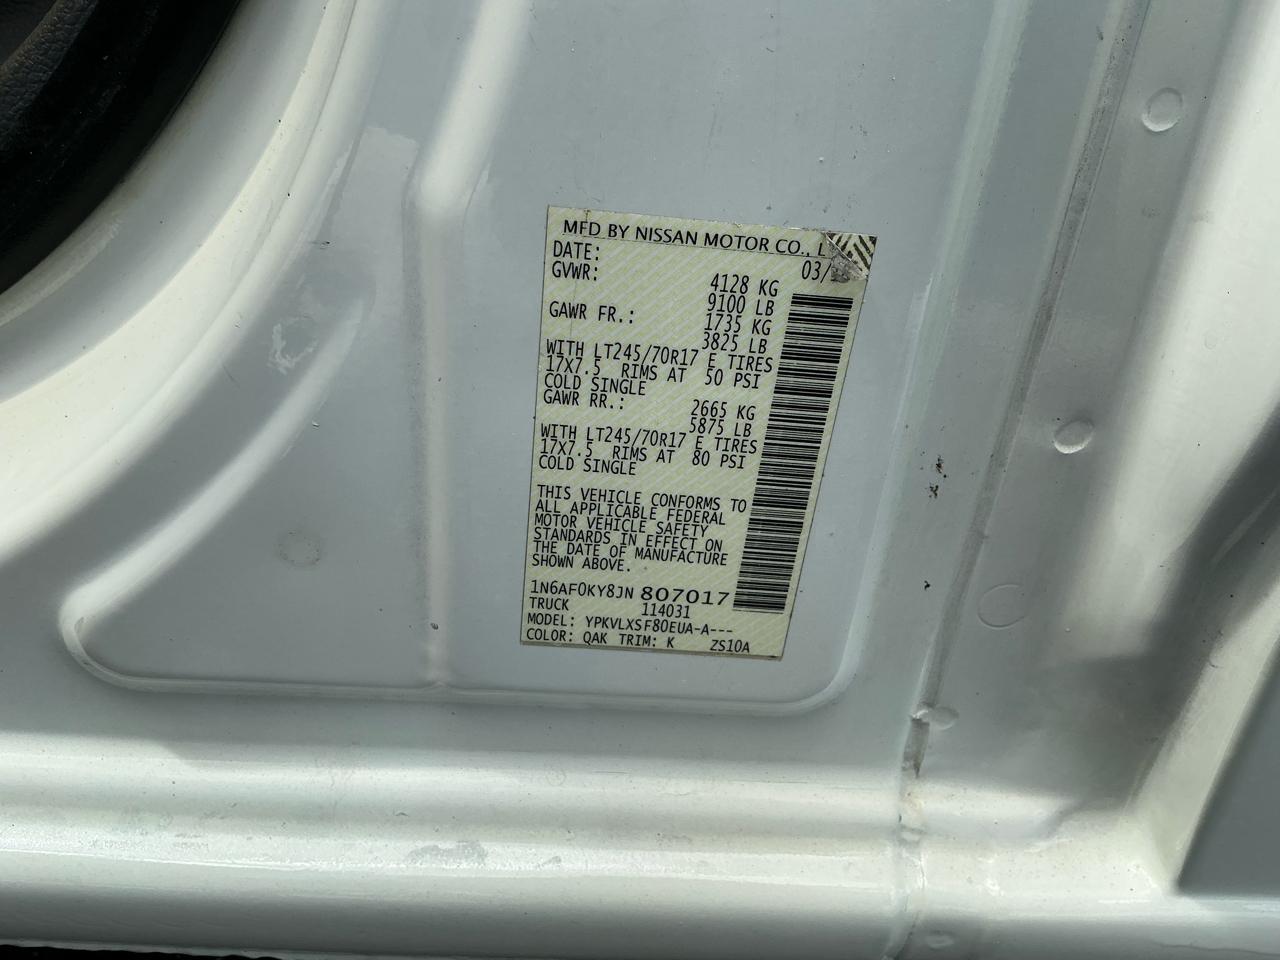 MFD BY NISSAN MOTOR CO., L
DATE: 03/
GVWR: 4128 KG
9100 LB
GAWR FR.: 1735 KG
3825 LB
WITH LT245/70R17 E TIRES
17X7.5 RIMS AT 50 PSI
COLD SINGLE
GAWR RR.: 2665 KG
5875 LB
WITH LT245/70R17 E TIRES
17X7.5 RIMS AT 80 PSI
COLD SINGLE
THIS VEHICLE CONFORMS TO
ALL APPLICABLE FEDERAL
MOTOR VEHICLE SAFETY
STANDARDS IN EFFECT ON
THE DATE OF MANUFACTURE
SHOWN ABOVE.
1N6AF0KY8JN 807017
TRUCK 114031
MODEL: YPKVLXSF80EUA-A---
COLOR: QAK TRIM: K ZS10A